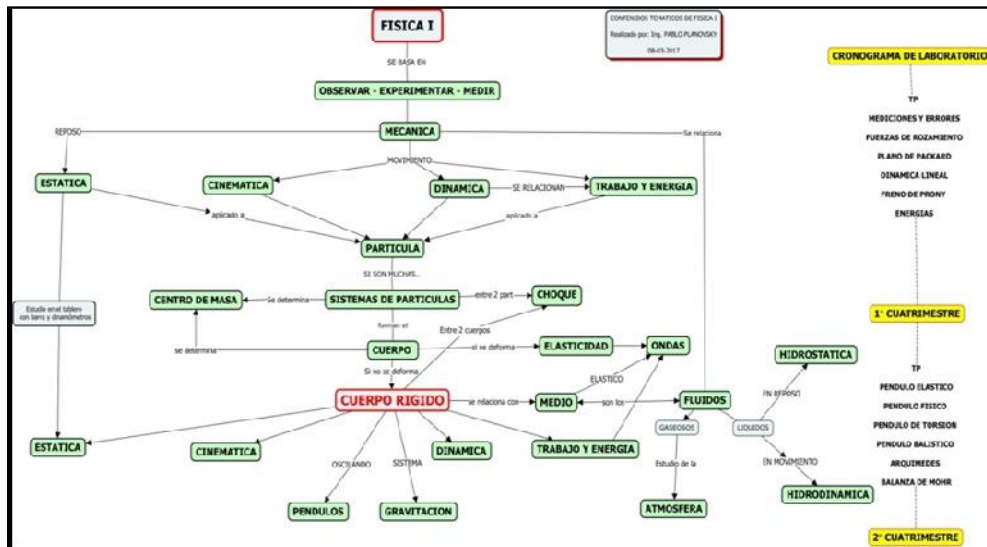 FISICA I
CONTENIDOS TEMATICOS DE FISICA I
Realizado por: Ing. PABLO PLANOVSKY
08-03-2017
CRONOGRAMA DE LABORATORIO
SE BASA EN
OBSERVAR - EXPERIMENTAR - MEDIR
TP
MEDICIONES Y ERRORES
FUERZAS DE ROZAMIENTO
PLANO DE PACKARD
DINAMICA LINEAL
FRENO DE PRONY
ENERGIAS
REPOSO
MECANICA
Se relaciona
MOVIMIENTO
ESTATICA
CINEMATICA
DINAMICA
SE RELACIONAN
TRABAJO Y ENERGIA
aplicado a
aplicado a
PARTICULA
SI SON MUCHAS...
CENTRO DE MASA
Se determina
SISTEMAS DE PARTICULAS
entre 2 part
CHOQUE
Estudio en el tablero
con barro y dinamómetros
1° CUATRIMESTRE
Entre 2 cuerpos
se determina
CUERPO
si se deforma
ELASTICIDAD
ONDAS
HIDROSTATICA
Si no se deforma
ELASTICO
EN REPOSO
TP
PENDULO ELASTICO
PENDULO FISICO
PENDULO DE TORSION
PENDULO BALISTICO
ARQUIMEDES
BALANZA DE MOHR
CUERPO RIGIDO
se relaciona con
MEDIO
son los
FLUIDOS
GASEOSOS
LIQUIDOS
ESTATICA
CINEMATICA
DINAMICA
TRABAJO Y ENERGIA
OSCILANDO
SISTEMA
Estudio de la
EN MOVIMIENTO
PENDULOS
GRAVITACION
ATMOSFERA
HIDRODINAMICA
2° CUATRIMESTRE